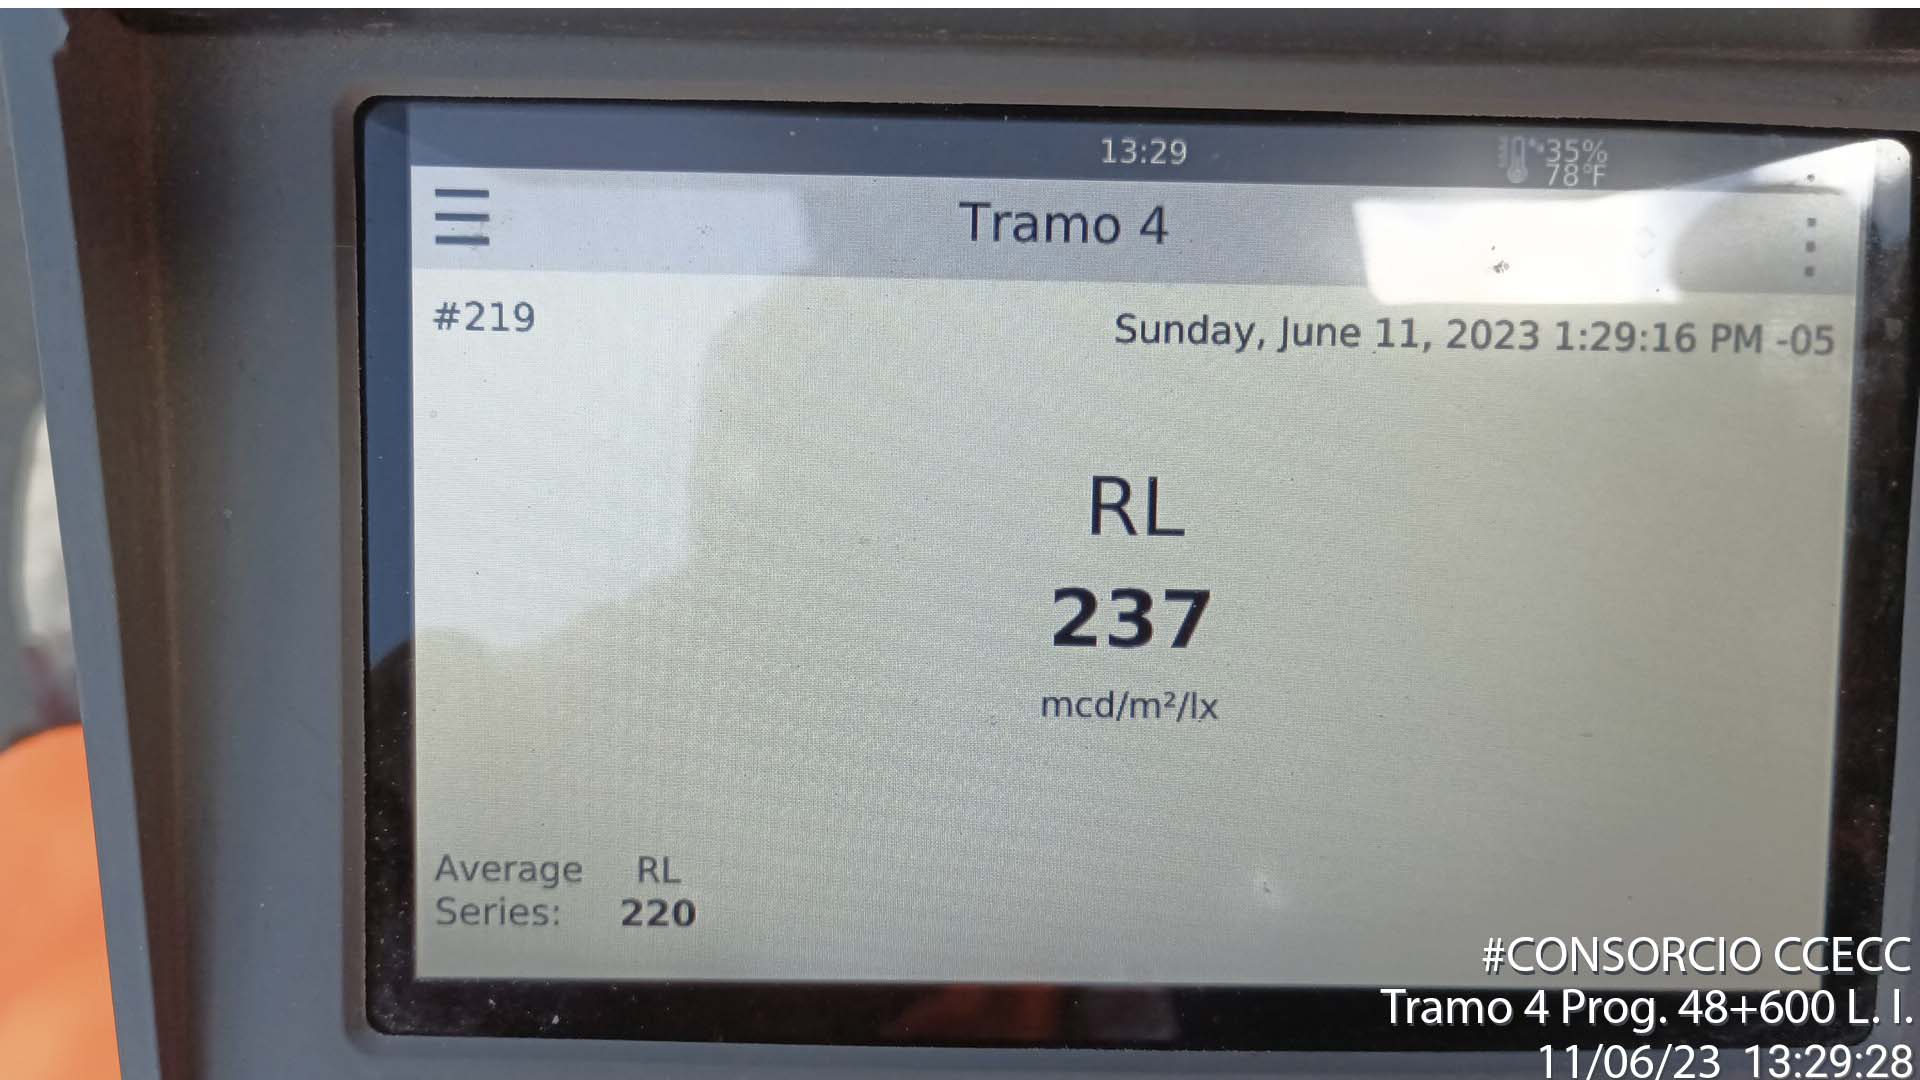 13:29
35%
78°F
Tramo 4
#219
Sunday, June 11, 2023 1:29:16 PM -05
RL
237
mcd/m²/lx
Average RL
Series: 220
#CONSORCIO CCECC
Tramo 4 Prog. 48+600 L. I.
11/06/23 13:29:28